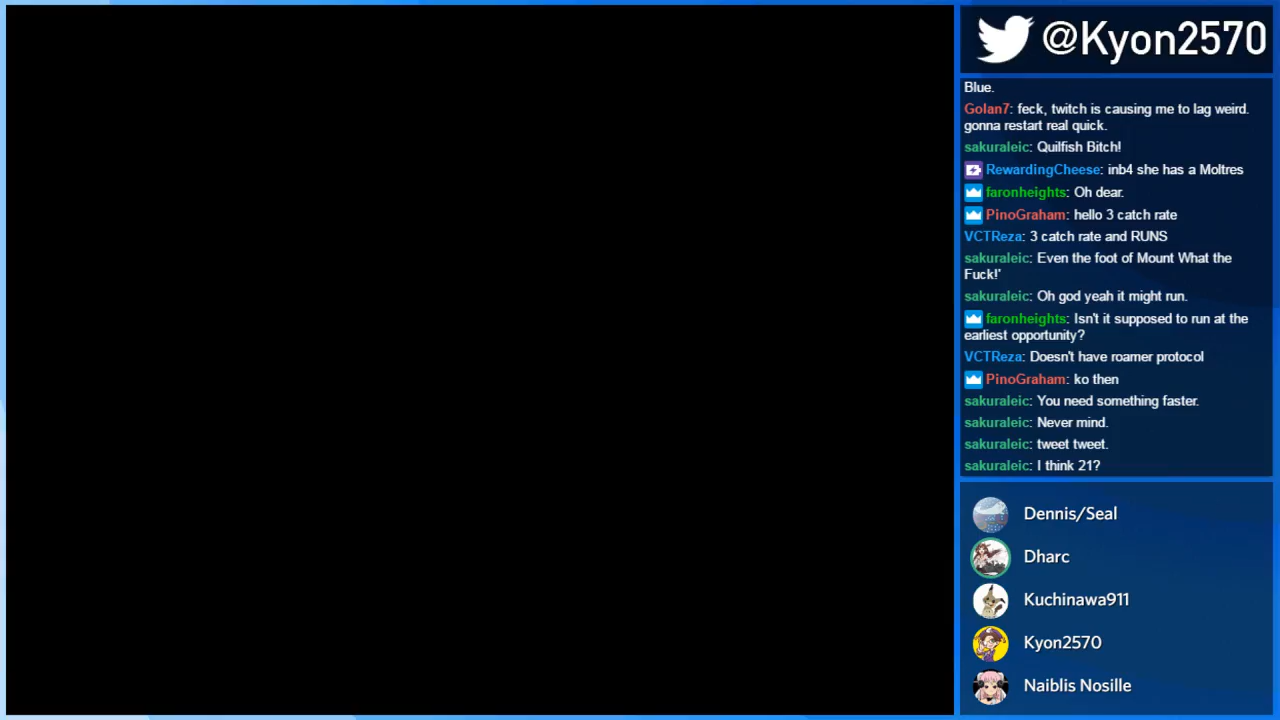 @Kyon2570
Blue.
Golan7: feck, twitch is causing me to lag weird.
gonna restart real quick.
sakuraleic: Quilfish Bitch!
RewardingCheese: inb4 she has a Moltres
faronheights: Oh dear.
PinoGraham: hello 3 catch rate
VCTReza: 3 catch rate and RUNS
sakuraleic: Even the foot of Mount What the
Fuck!'
sakuraleic: Oh god yeah it might run.
faronheights: Isn't it supposed to run at the
earliest opportunity?
VCTReza: Doesn't have roamer protocol
PinoGraham: ko then
sakuraleic: You need something faster.
sakuraleic: Never mind.
sakuraleic: tweet tweet.
sakuraleic: I think 21?
Dennis/Seal
Dharc
Kuchinawa911
Kyon2570
Naiblis Nosille